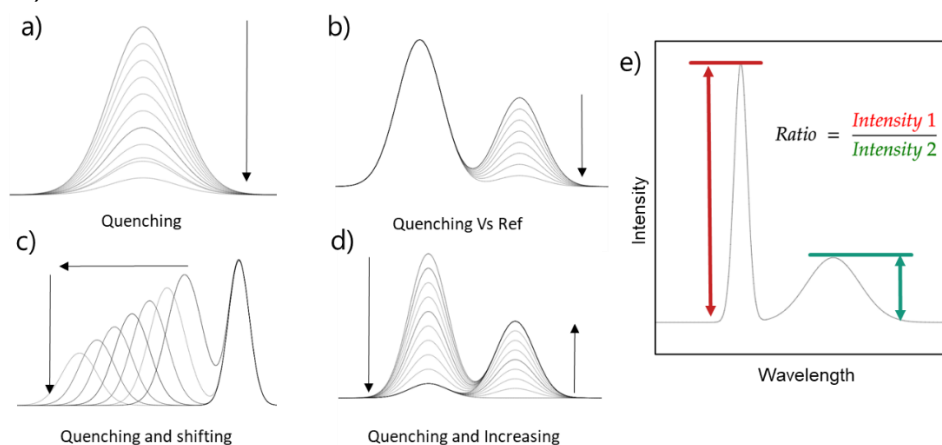 a)
b)
e)
Ratio = Intensity 1 / Intensity 2
Intensity
Wavelength
Quenching
Quenching Vs Ref
c)
d)
Quenching and shifting
Quenching and Increasing